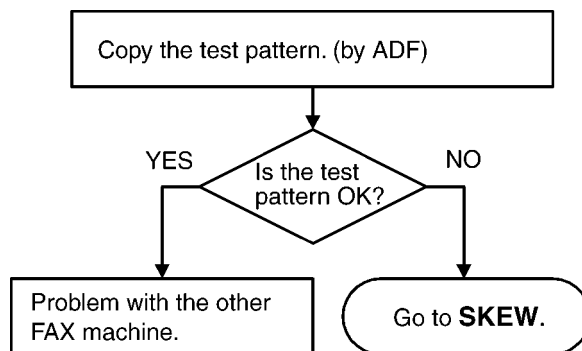 Copy the test pattern. (by ADF)
YES
NO
Is the test
pattern OK?
Problem with the other
FAX machine.
Go to SKEW.